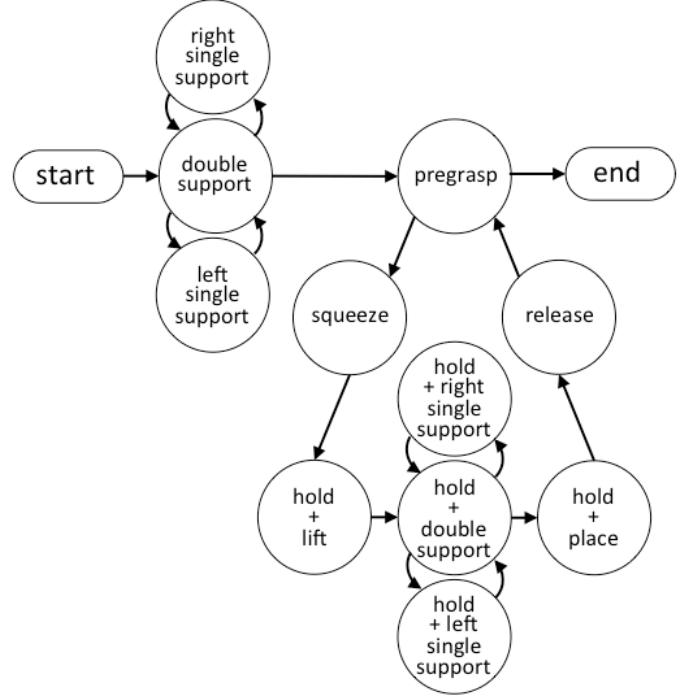 right
single
support
start
double
support
pregrasp
end
left
single
support
squeeze
release
hold
+ right
single
support
hold
+
lift
hold
+
double
support
hold
+
place
hold
+ left
single
support